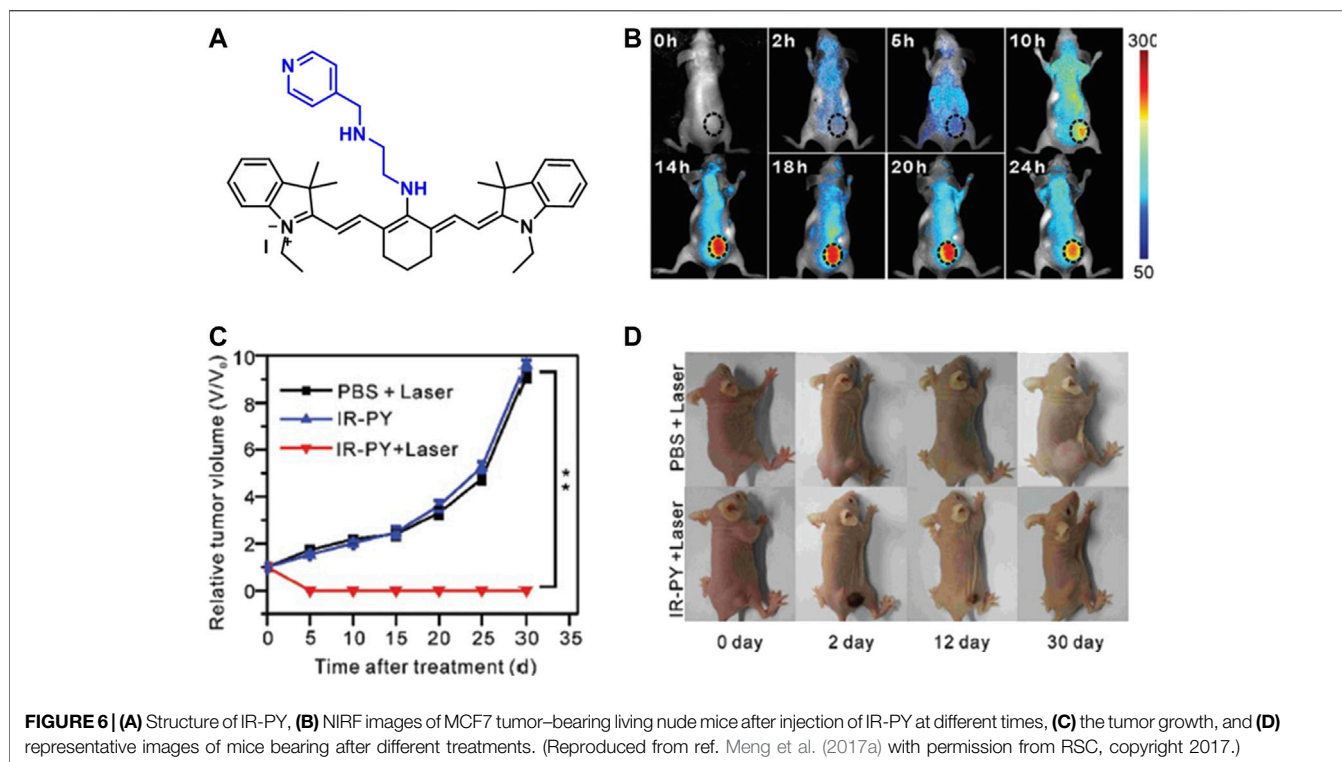 A
N
HN
NH
N
+
−
I
N
B
0h
2h
5h
10h
300
14h
18h
20h
24h
50
C
Relative tumor violume (V/V₀)
10
8
6
4
2
0
PBS + Laser
IR-PY
IR-PY+Laser
**
0 5 10 15 20 25 30 35
Time after treatment (d)
D
PBS + Laser
IR-PY +Laser
0 day
2 day
12 day
30 day
FIGURE 6 | (A) Structure of IR-PY, (B) NIRF images of MCF7 tumor–bearing living nude mice after injection of IR-PY at different times, (C) the tumor growth, and (D)
representative images of mice bearing after different treatments. (Reproduced from ref. Meng et al. (2017a) with permission from RSC, copyright 2017.)